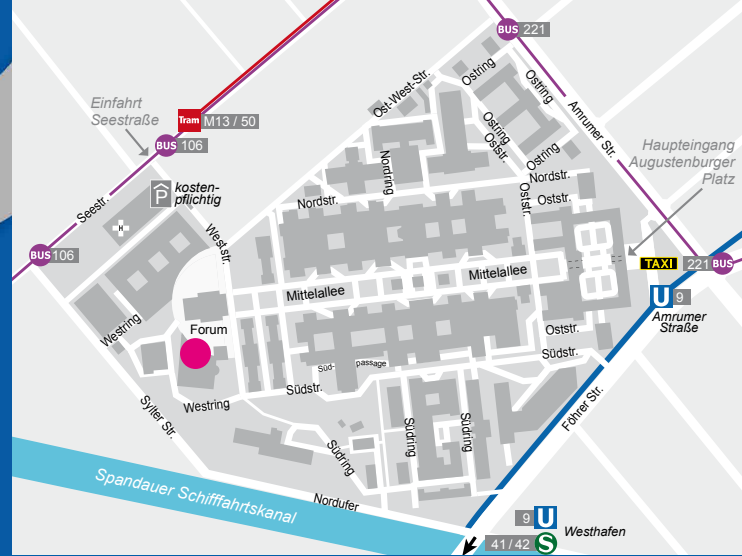 BUS 221
Ostring
Ost-West-Str.
Ostring
Amrumer Str.
Einfahrt
Seestraße
Tram M13 / 50
BUS 106
Ostring
Oststr.
Ostring
Haupteingang
Augustenburger
Platz
Nordring
Nordstr.
P kosten-
pflichtig
Nordstr.
Oststr.
Oststr.
Seestr.
H
Weststr.
BUS 106
TAXI
221 BUS
Mittelallee
Mittelallee
U 9
Amrumer
Straße
Westring
Forum
Oststr.
Südstr.
Süd-
passage
Südstr.
Westring
Sylter Str.
Föhrer Str.
Südring
Südring
Südring
Spandauer Schifffahrtskanal
Nordufer
9 U
Westhafen
41 / 42 S